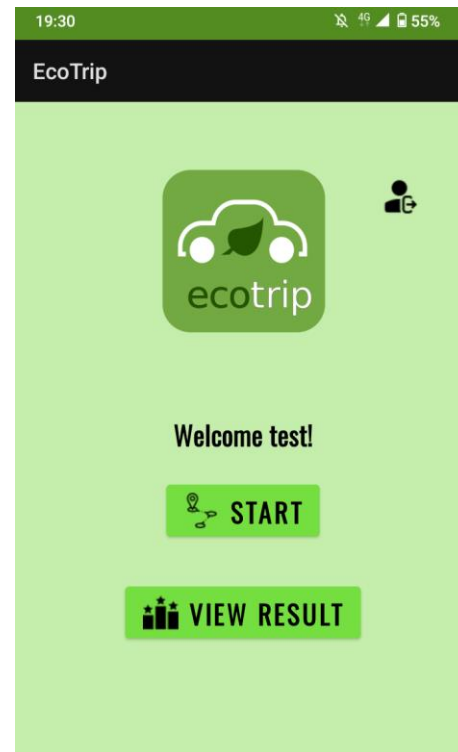 19:30 4G 55%
EcoTrip
ecotrip
Welcome test!
START
VIEW RESULT